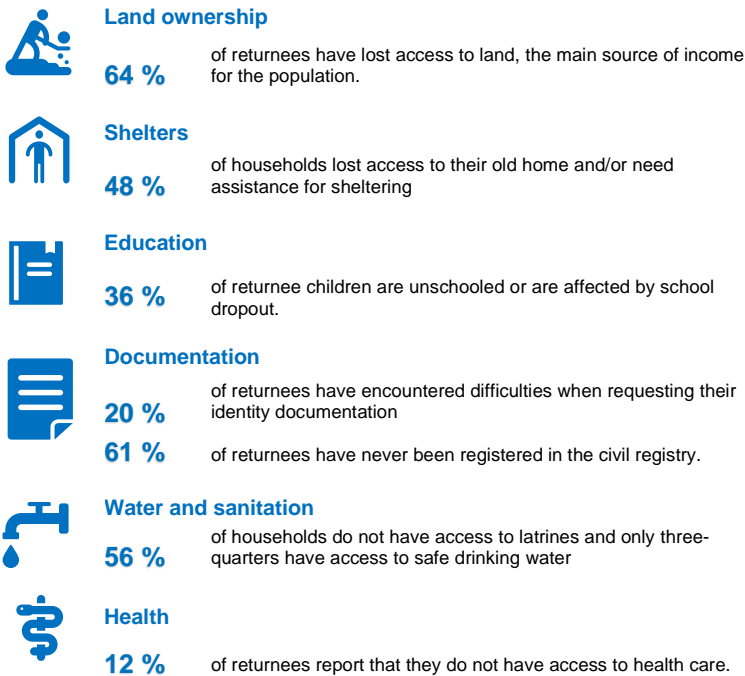 Land ownership
64 %
of returnees have lost access to land, the main source of income
for the population.
Shelters
48 %
of households lost access to their old home and/or need
assistance for sheltering
Education
36 %
of returnee children are unschooled or are affected by school
dropout.
Documentation
20 %
of returnees have encountered difficulties when requesting their
identity documentation
61 %
of returnees have never been registered in the civil registry.
Water and sanitation
56 %
of households do not have access to latrines and only three-
quarters have access to safe drinking water
Health
12 %
of returnees report that they do not have access to health care.